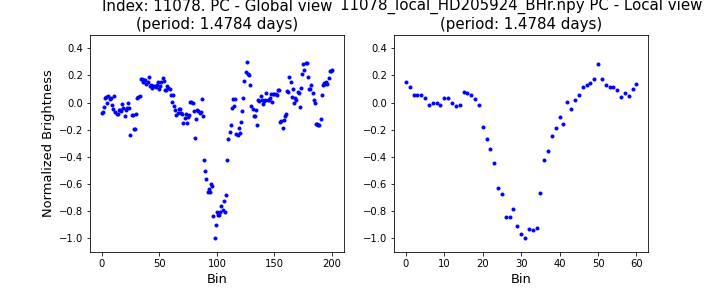 Index: 11078. PC - Global view
(period: 1.4784 days)
11078_local_HD205924_BHr.npy PC - Local view
(period: 1.4784 days)
Normalized Brightness
0.4
0.2
0.0
−0.2
−0.4
−0.6
−0.8
−1.0
0 50 100 150 200
Bin
0.4
0.2
0.0
−0.2
−0.4
−0.6
−0.8
−1.0
0 20 40 60
Bin